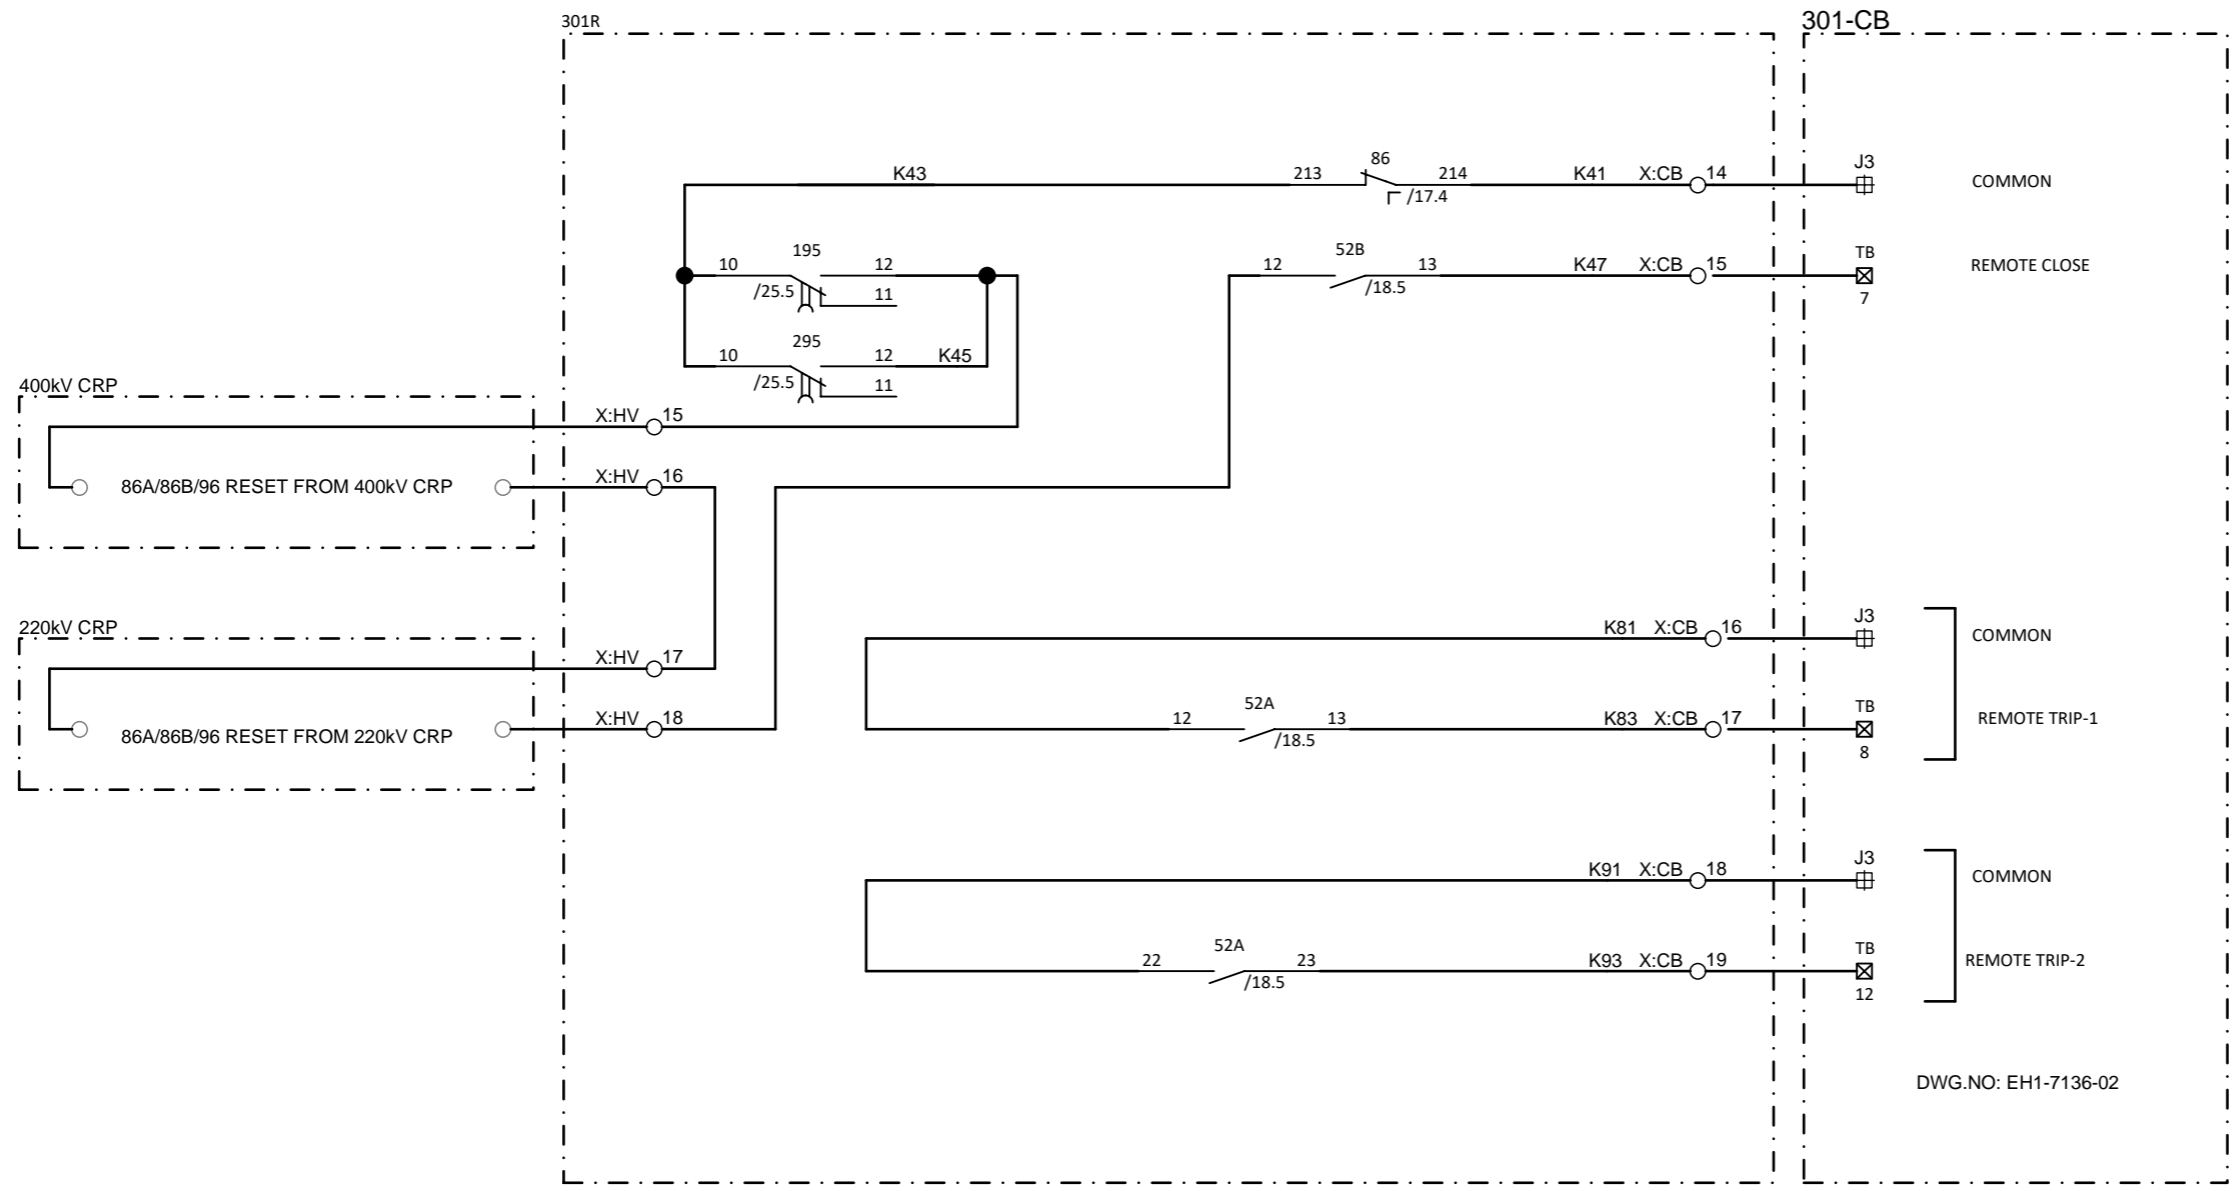 301R
301-CB
K43
213
86
214
/17.4
K41
X:CB
14
J3
COMMON
195
10
12
/25.5
11
52B
12
13
/18.5
K47
X:CB
15
TB
7
REMOTE CLOSE
295
10
12
K45
/25.5
11
400kV CRP
X:HV
15
86A/86B/96 RESET FROM 400kV CRP
X:HV
16
220kV CRP
X:HV
17
86A/86B/96 RESET FROM 220kV CRP
X:HV
18
K81
X:CB
16
J3
COMMON
52A
12
13
/18.5
K83
X:CB
17
TB
8
REMOTE TRIP-1
K91
X:CB
18
J3
COMMON
52A
22
23
/18.5
K93
X:CB
19
TB
12
REMOTE TRIP-2
DWG.NO: EH1-7136-02